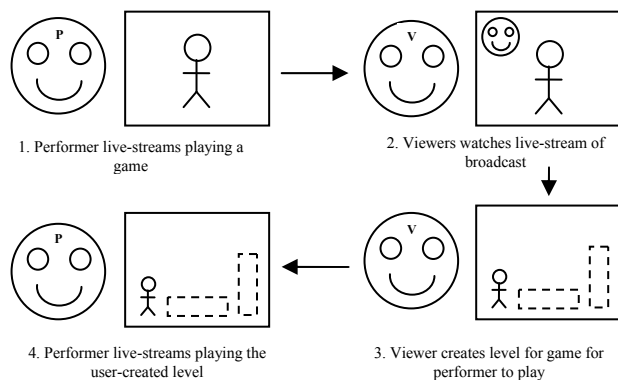 P
V
1. Performer live-streams playing a
game
2. Viewers watches live-stream of
broadcast
P
V
4. Performer live-streams playing the
user-created level
3. Viewer creates level for game for
performer to play